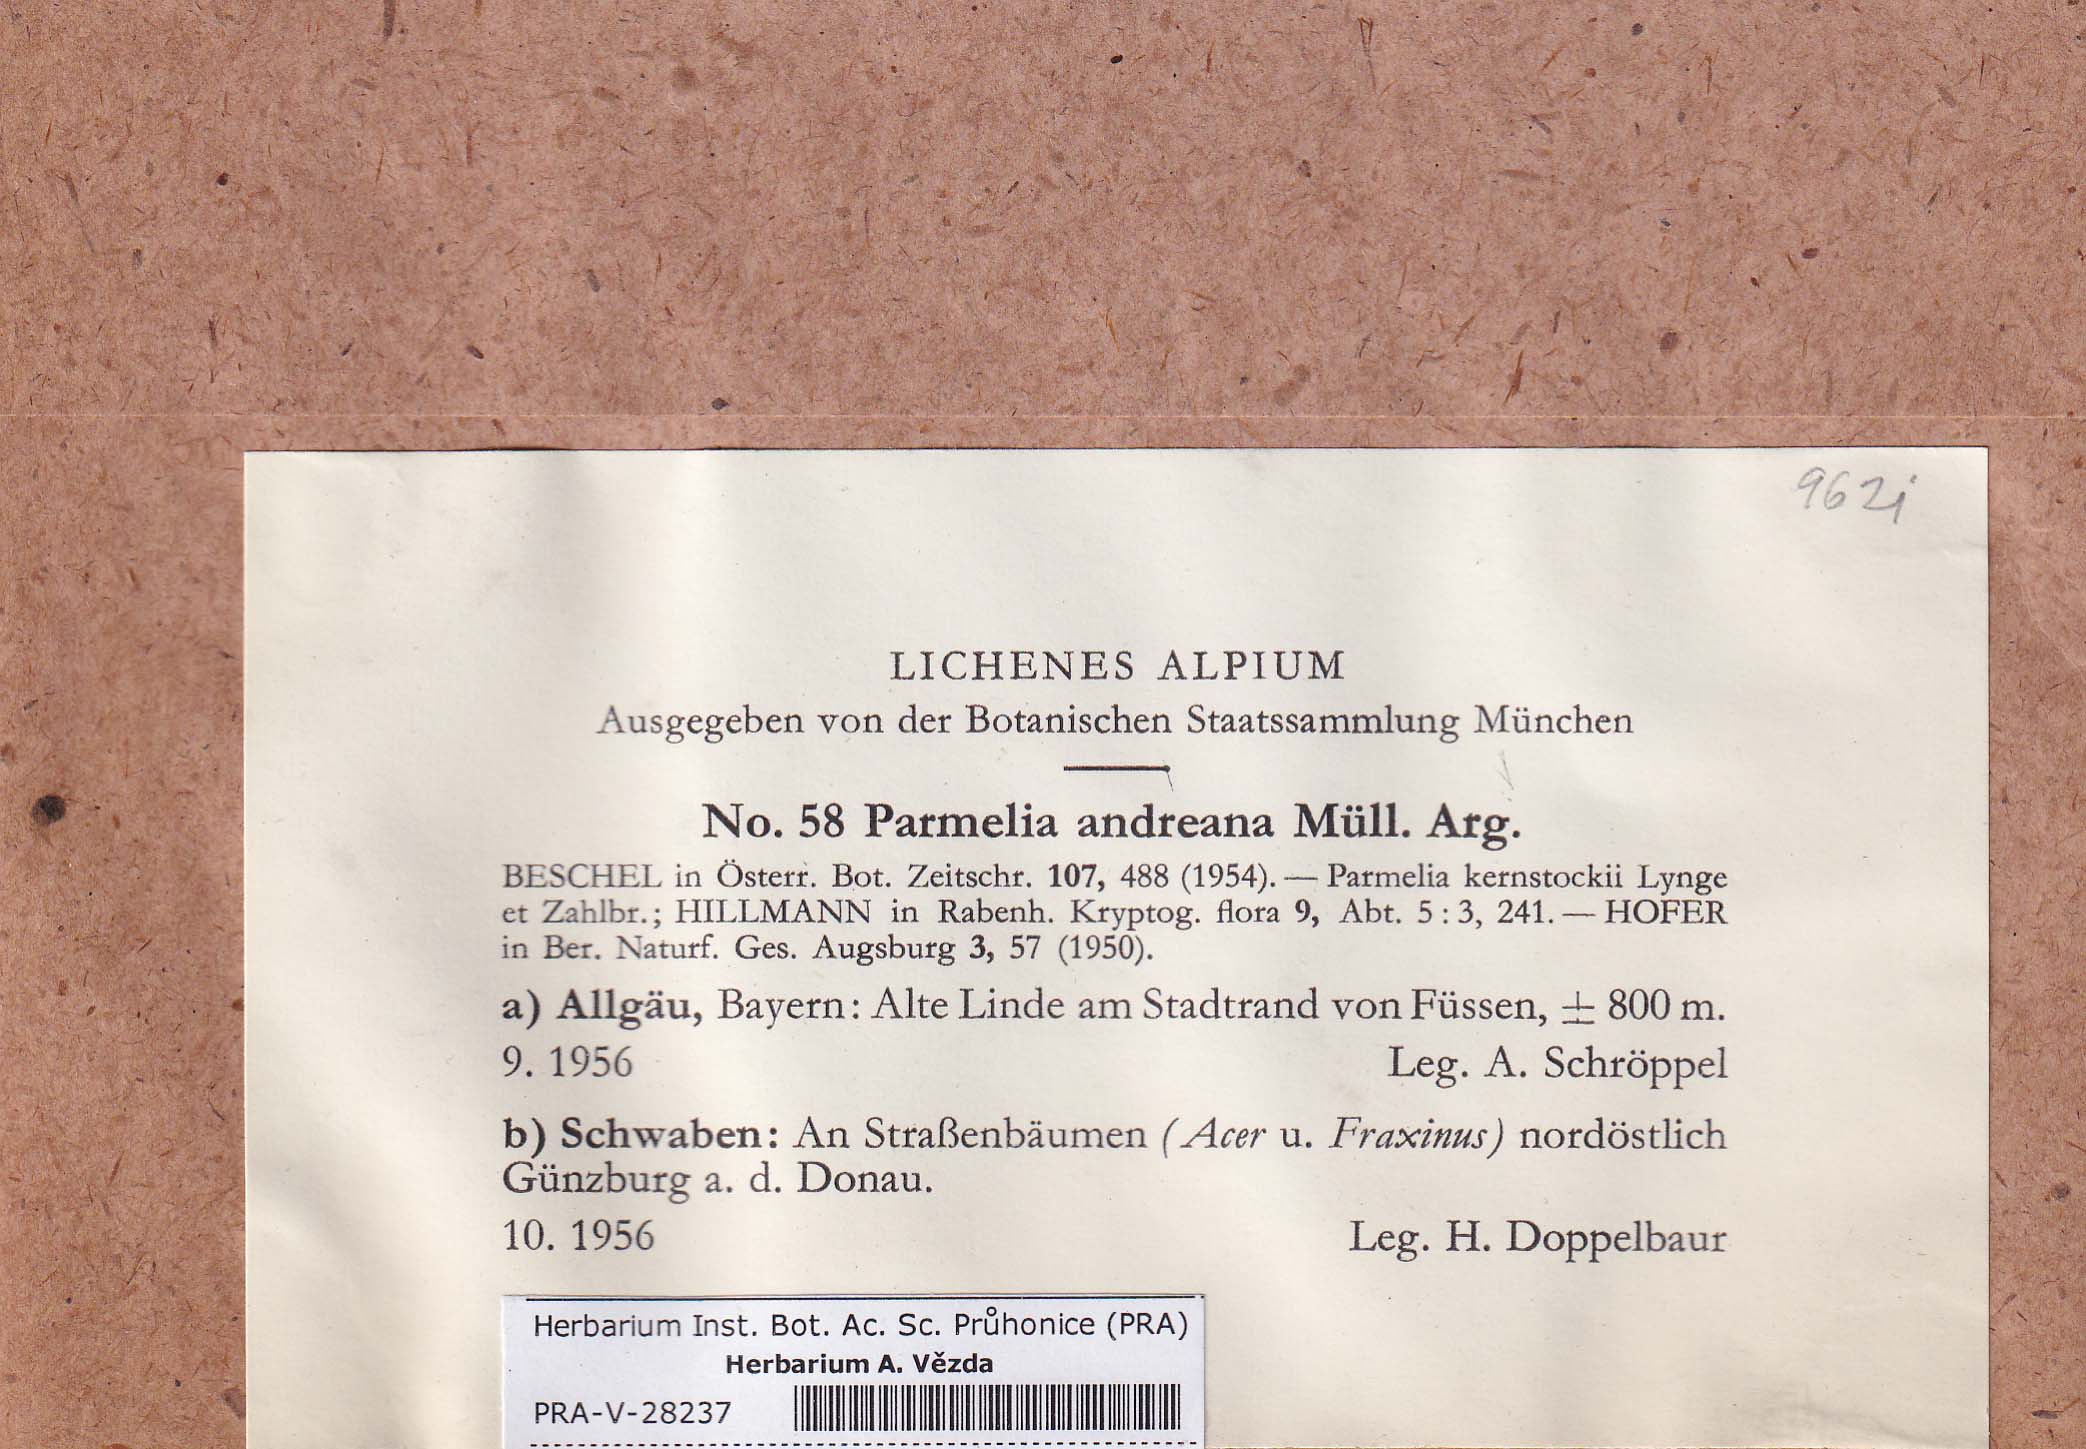 962i
LICHENES ALPIUM
Ausgegeben von der Botanischen Staatssammlung München
No. 58 Parmelia andreana Müll. Arg.
BESCHEL in Österr. Bot. Zeitschr. 107, 488 (1954). — Parmelia kernstockii Lynge
et Zahlbr.; HILLMANN in Rabenh. Kryptog. flora 9, Abt. 5 : 3, 241. — HOFER
in Ber. Naturf. Ges. Augsburg 3, 57 (1950).
a) Allgäu, Bayern: Alte Linde am Stadtrand von Füssen, ± 800 m.
9. 1956 Leg. A. Schröppel
b) Schwaben: An Straßenbäumen (Acer u. Fraxinus) nordöstlich
Günzburg a. d. Donau.
10. 1956 Leg. H. Doppelbaur
Herbarium Inst. Bot. Ac. Sc. Průhonice (PRA)
Herbarium A. Vězda
PRA-V-28237